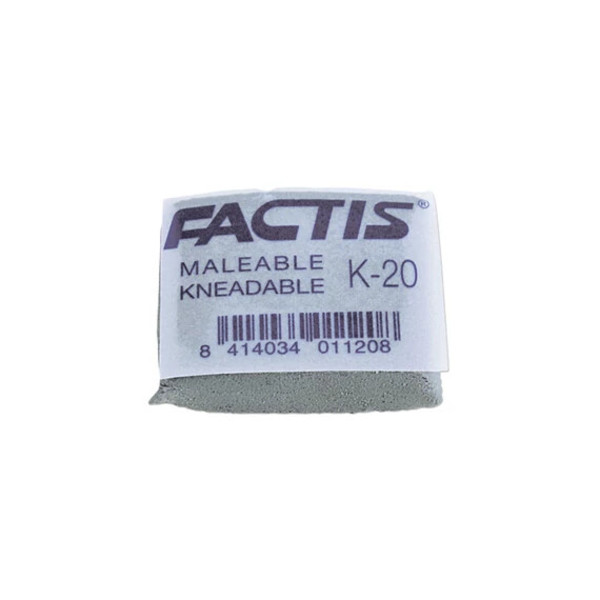 FACTIS®
MALEABLE
KNEADABLE K-20
8 414034 011208